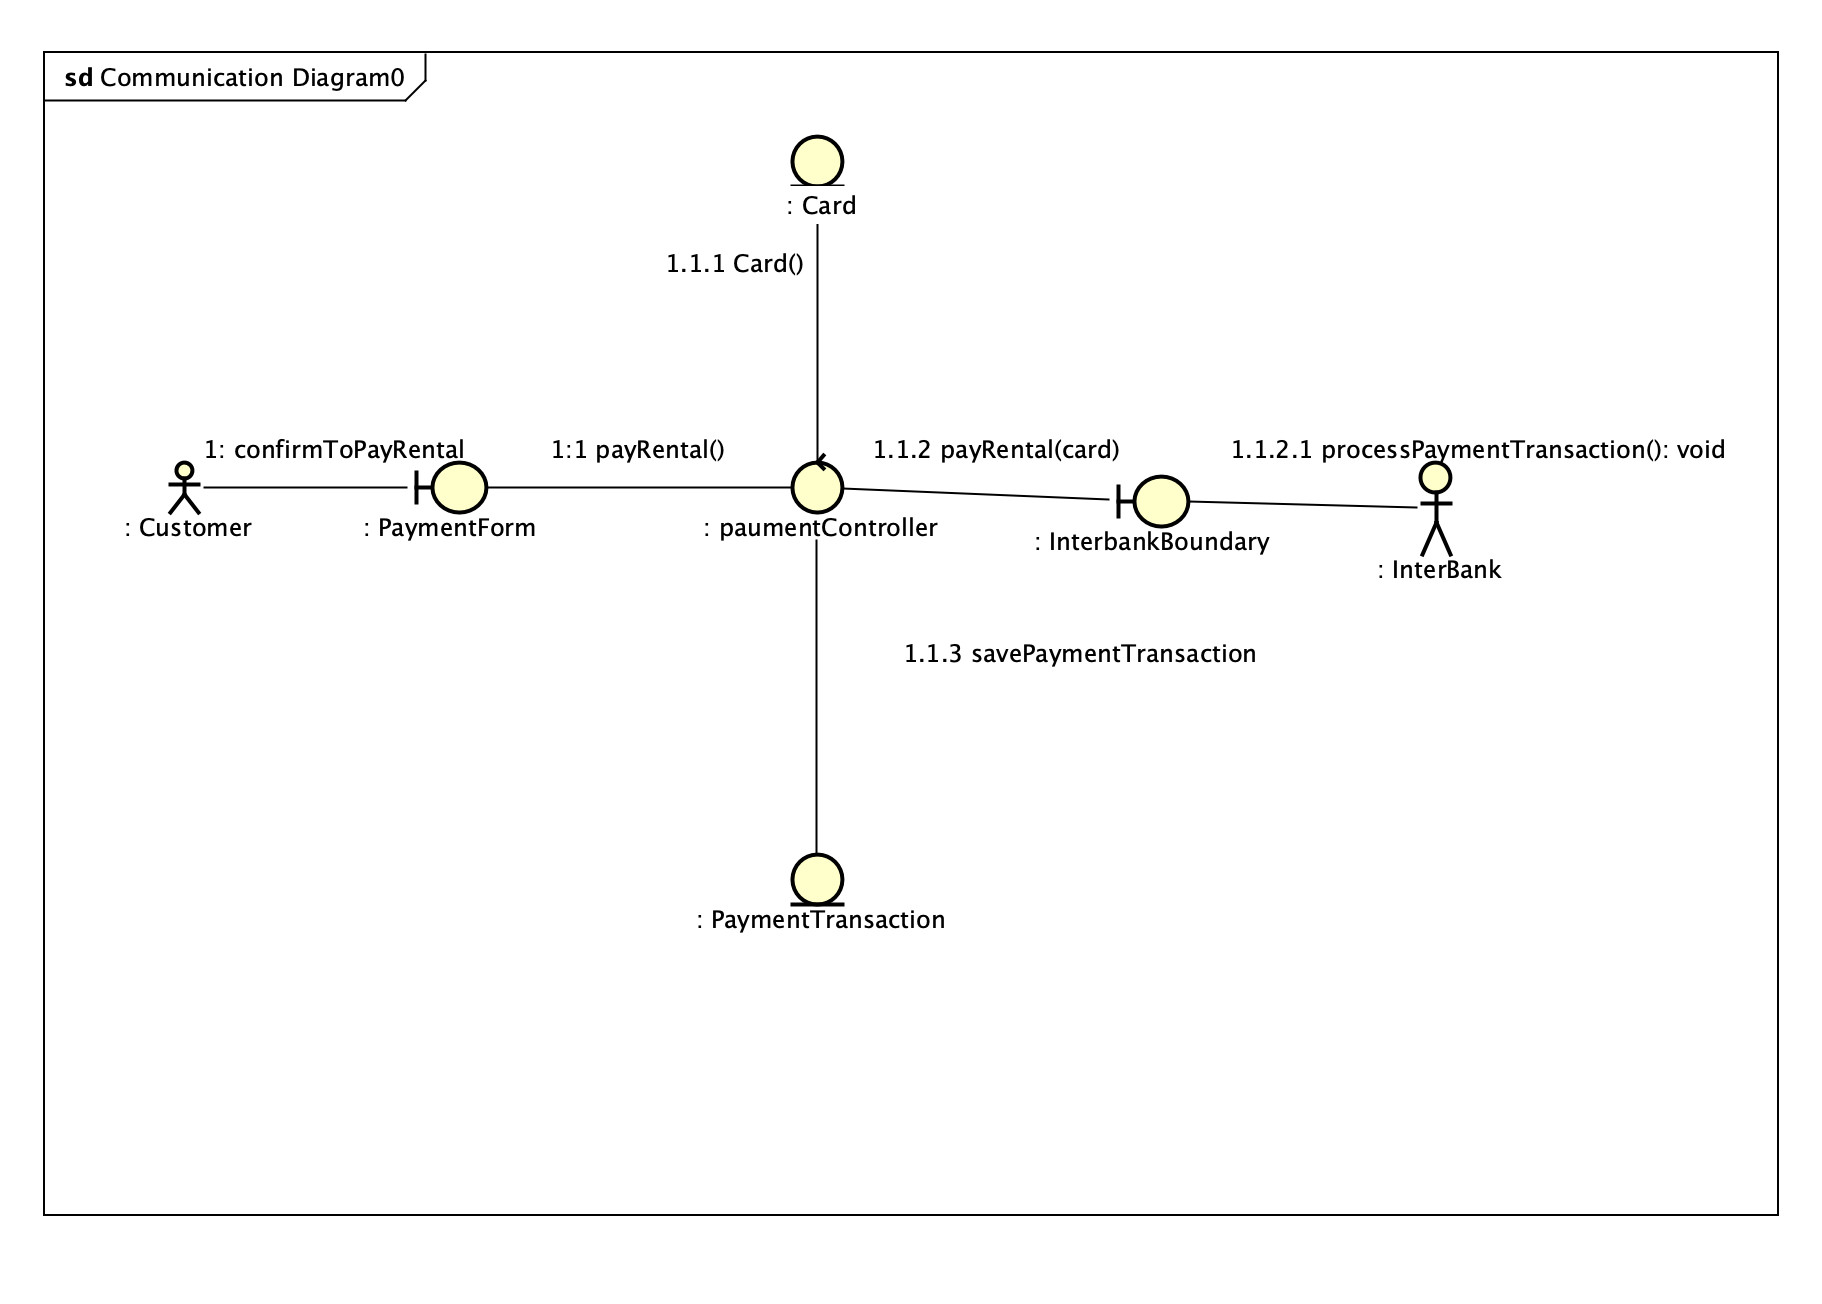 sd Communication Diagram0
: Card
1.1.1 Card()
1: confirmToPayRental
1:1 payRental()
1.1.2 payRental(card)
1.1.2.1 processPaymentTransaction(): void
: Customer
: PaymentForm
: paumentController
: InterbankBoundary
: InterBank
1.1.3 savePaymentTransaction
: PaymentTransaction